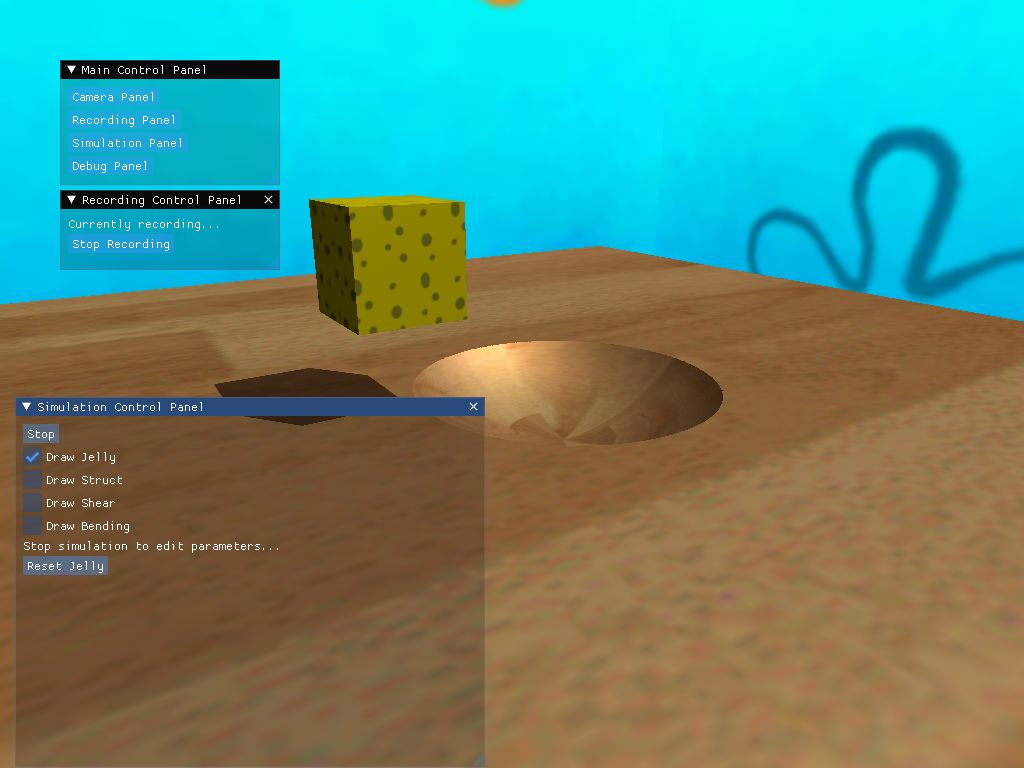 Main Control Panel
Camera Panel
Recording Panel
Simulation Panel
Debug Panel
Recording Control Panel
Currently recording...
Stop Recording
Simulation Control Panel
Stop
Draw Jelly
Draw Struct
Draw Shear
Draw Bending
Stop simulation to edit parameters...
Reset Jelly